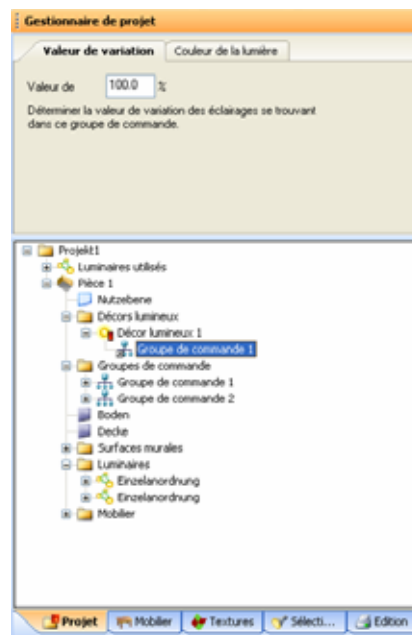 Gestionnaire de projet
Valeur de variation Couleur de la lumière
Valeur de 100.0 %
Déterminer la valeur de variation des éclairages se trouvant
dans ce groupe de commande.
Projekt1
Luminaires utilisés
Pièce 1
Nutzebene
Décors lumineux
Décor lumineux 1
Groupe de commande 1
Groupes de commande
Groupe de commande 1
Groupe de commande 2
Boden
Decke
Surfaces murales
Luminaires
Einzelanordnung
Einzelanordnung
Mobilier
Projet Mobilier Textures Sélecti... Edition